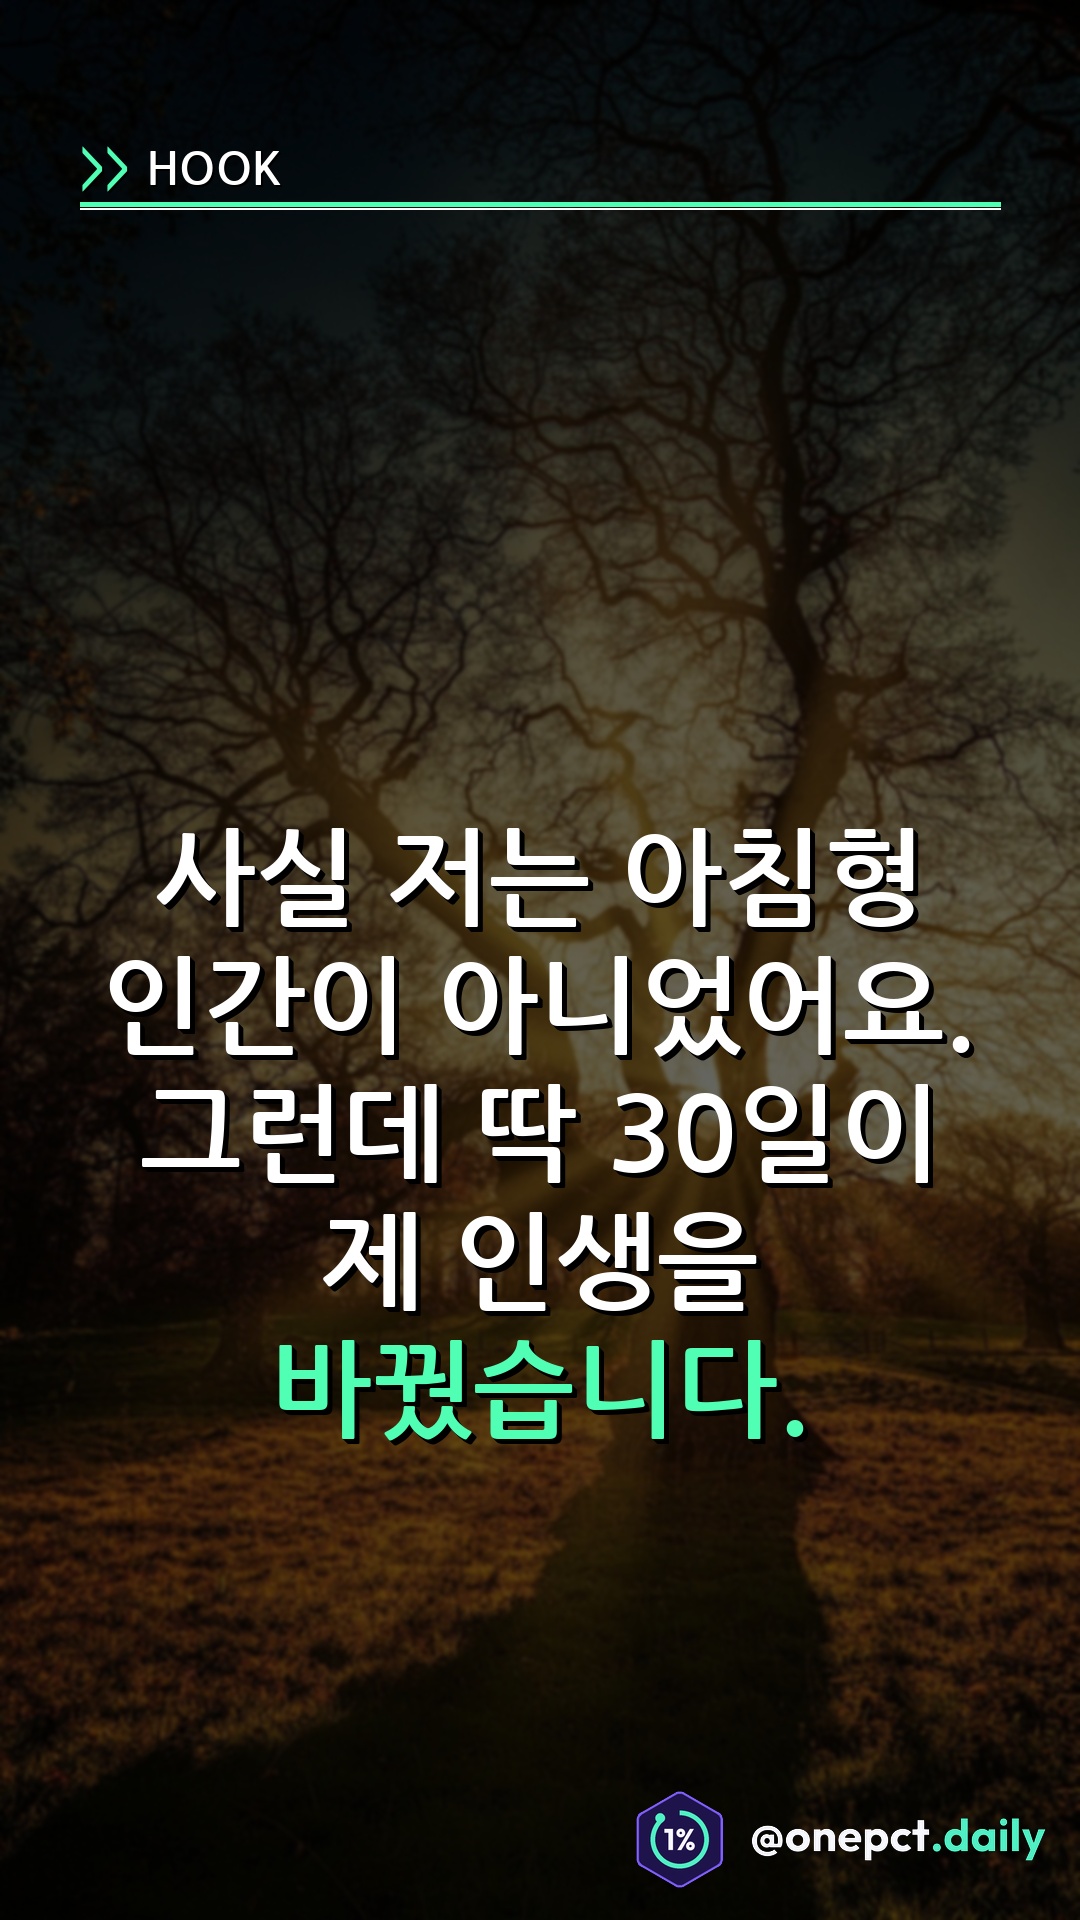 HOOK
사실 저는 아침형
인간이 아니었어요.
그런데 딱 30일이
제 인생을
바꿨습니다.
1% @onepct.daily